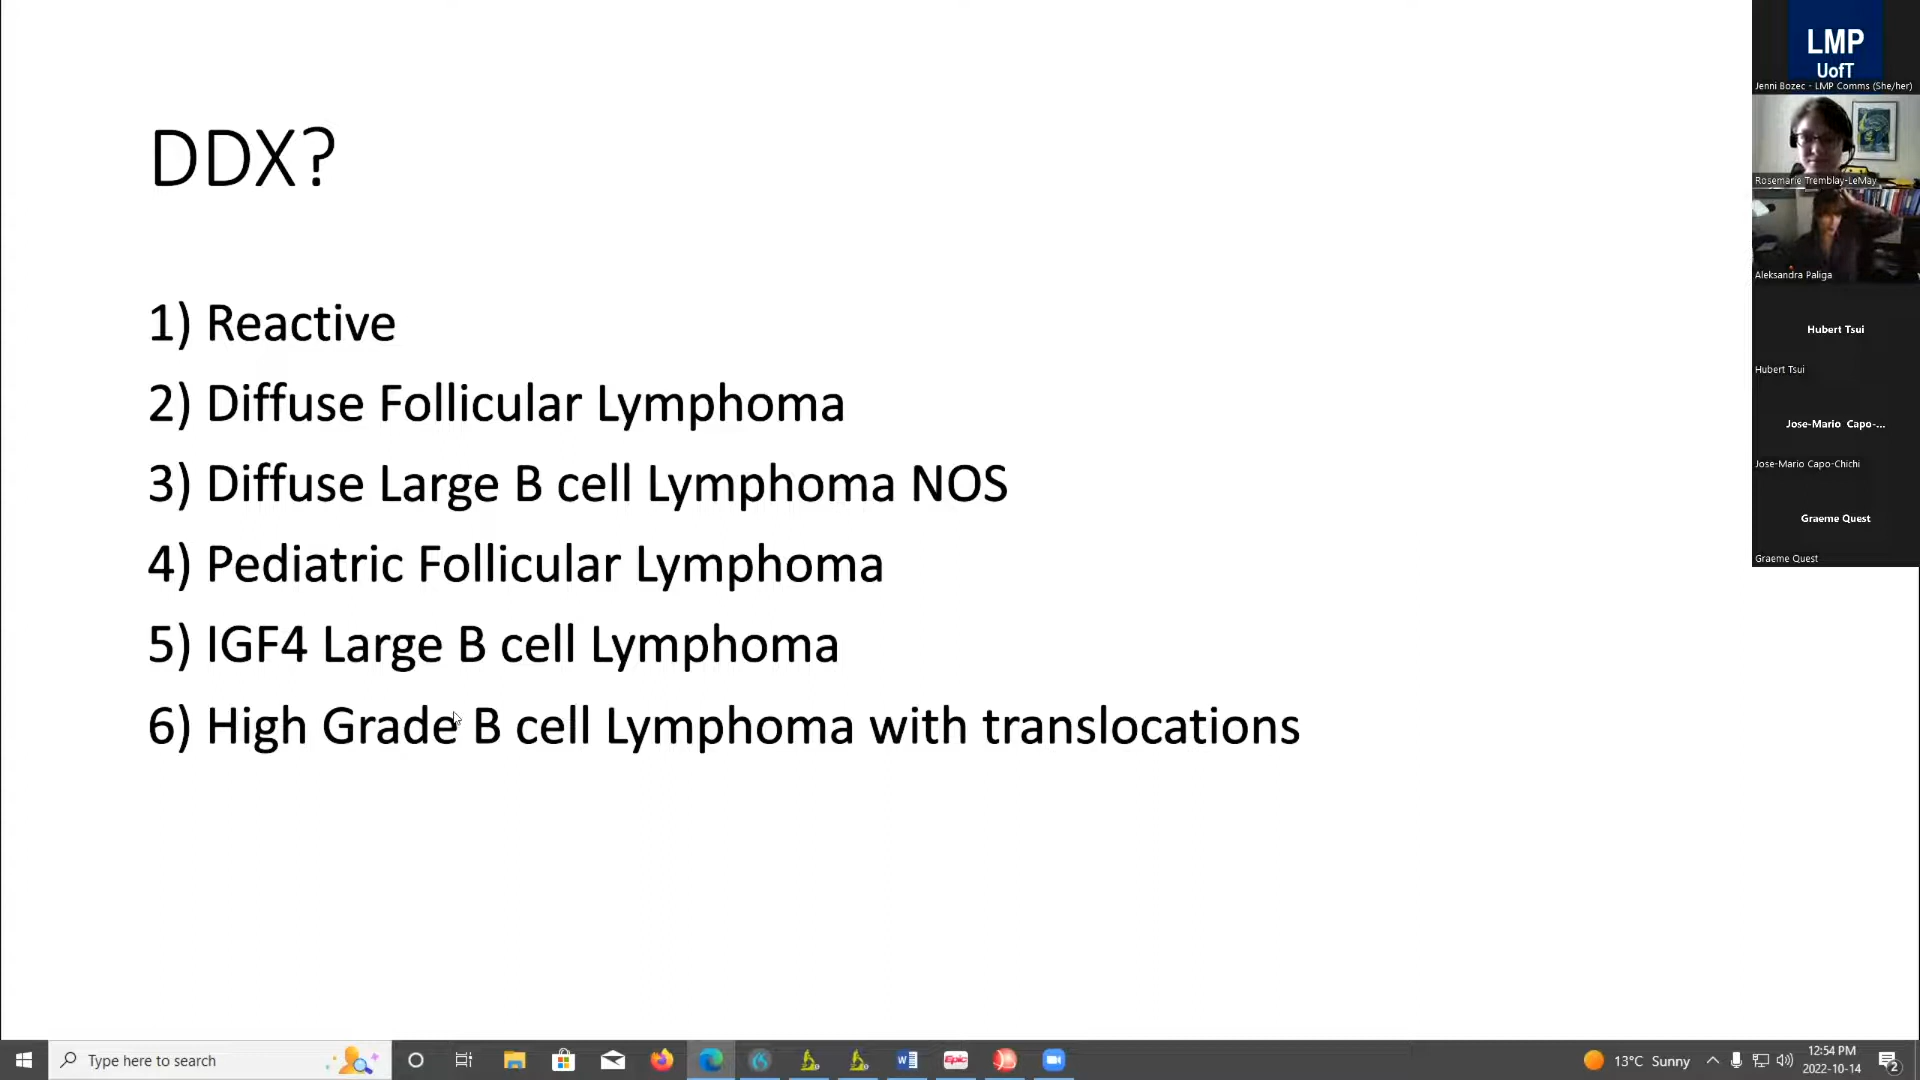 DDX?
1) Reactive
2) Diffuse Follicular Lymphoma
3) Diffuse Large B cell Lymphoma NOS
4) Pediatric Follicular Lymphoma
5) IGF4 Large B cell Lymphoma
6) High Grade B cell Lymphoma with translocations
LMP
UofT
Jenni Bozec - LMP Comms (She/her)
Rosemarie Tremblay-LeMay
Aleksandra Paliga
Hubert Tsui
Hubert Tsui
Jose-Mario Capo-...
Jose-Mario Capo-Chichi
Graeme Quest
Graeme Quest
Type here to search
Epic
13°C Sunny
12:54 PM
2022-10-14
2